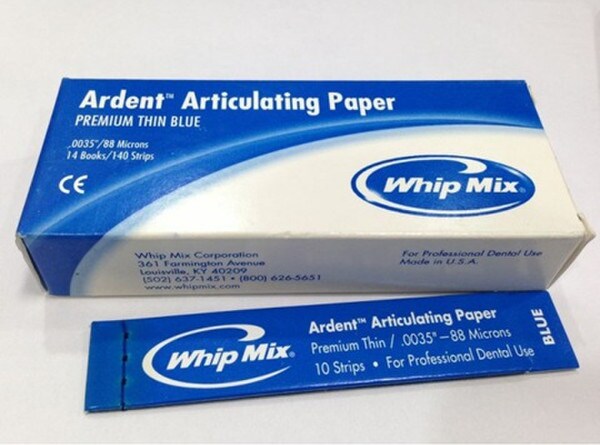 Ardent™ Articulating Paper
PREMIUM THIN BLUE
.0035"/88 Microns
14 Books/140 Strips
CE
Whip Mix®
Whip Mix Corporation
361 Farmington Avenue
Louisville, KY 40209
(502) 637-1451 • (800) 626-5651
www.whipmix.com
For Professional Dental Use
Made in U.S.A.
Whip Mix®
Ardent™ Articulating Paper
Premium Thin / .0035"–88 Microns
10 Strips • For Professional Dental Use
BLUE